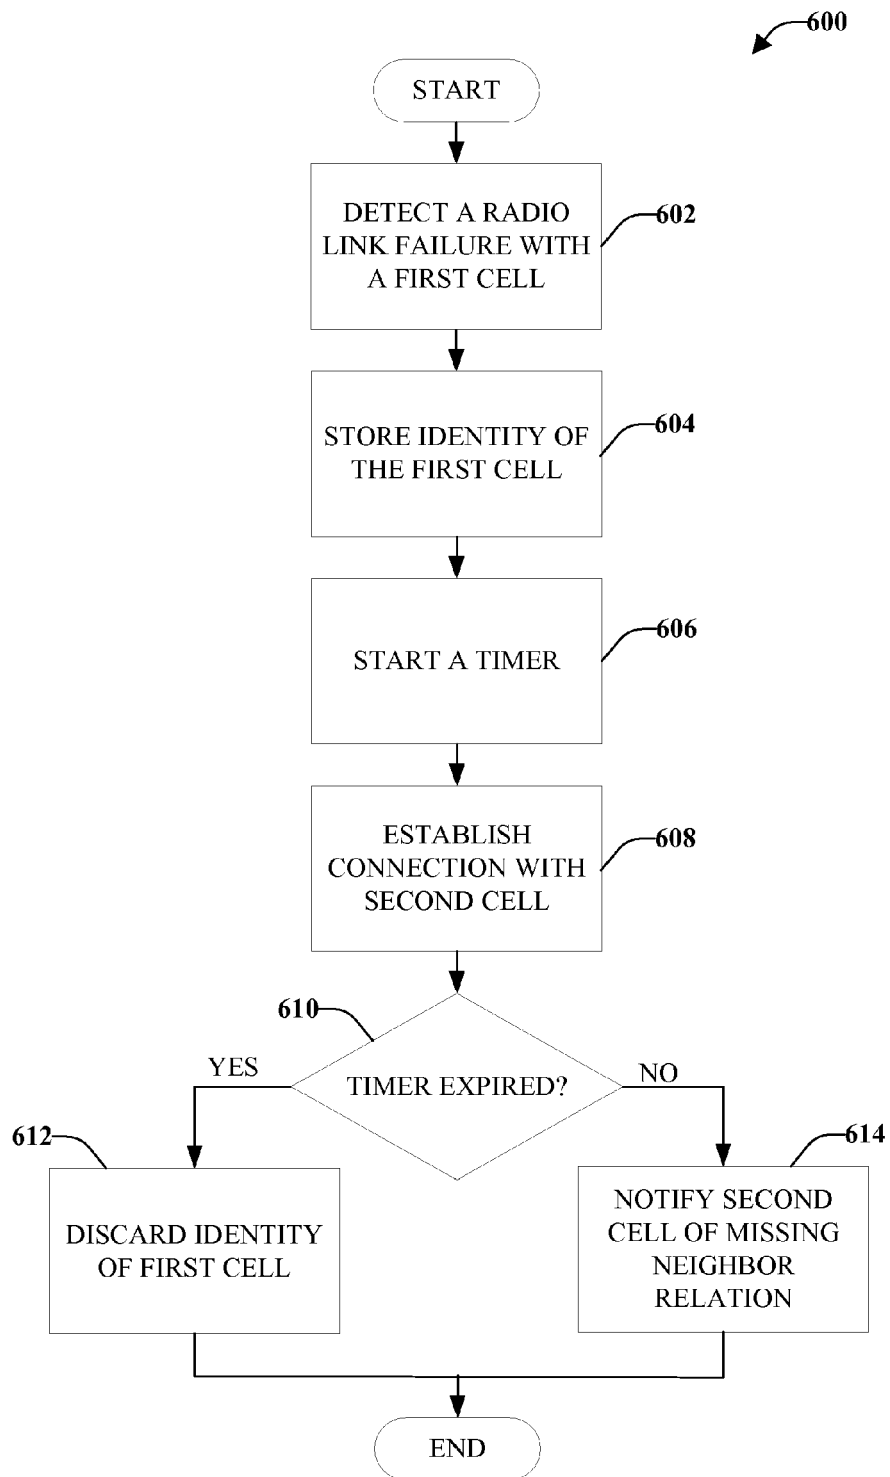 600
START
DETECT A RADIO
LINK FAILURE WITH
A FIRST CELL
602
STORE IDENTITY OF
THE FIRST CELL
604
START A TIMER
606
ESTABLISH
CONNECTION WITH
SECOND CELL
608
610
TIMER EXPIRED?
YES
NO
612
DISCARD IDENTITY
OF FIRST CELL
614
NOTIFY SECOND
CELL OF MISSING
NEIGHBOR
RELATION
END